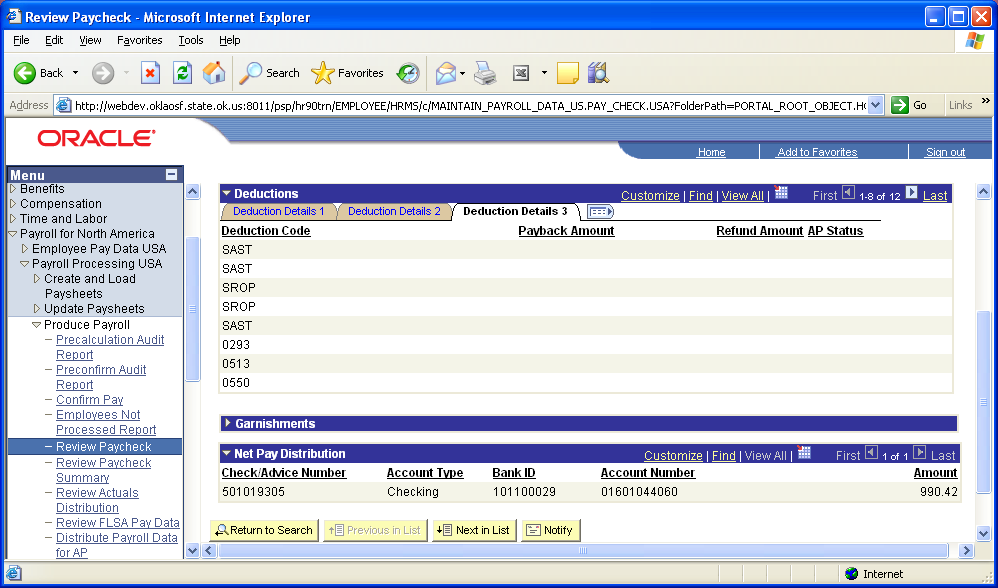 Review Paycheck - Microsoft Internet Explorer
File Edit View Favorites Tools Help
Back Search Favorites
Address http://webdev.oklaosf.state.ok.us:8011/psp/hr90trn/EMPLOYEE/HRMS/c/MAINTAIN_PAYROLL_DATA_US.PAY_CHECK.USA?FolderPath=PORTAL_ROOT_OBJECT.HC Go Links »
ORACLE®
Home Add to Favorites Sign out
Menu
Benefits
Compensation
Time and Labor
Payroll for North America
Employee Pay Data USA
Payroll Processing USA
Create and Load
Paysheets
Update Paysheets
Produce Payroll
– Precalculation Audit
Report
– Preconfirm Audit
Report
– Confirm Pay
– Employees Not
Processed Report
– Review Paycheck
– Review Paycheck
Summary
– Review Actuals
Distribution
– Review FLSA Pay Data
– Distribute Payroll Data
for AP
Deductions Customize | Find | View All | First 1-8 of 12 Last
Deduction Details 1 Deduction Details 2 Deduction Details 3
Deduction Code Payback Amount Refund Amount AP Status
SAST
SAST
SROP
SROP
SAST
0293
0513
0550
Garnishments
Net Pay Distribution Customize | Find | View All | First 1 of 1 Last
Check/Advice Number Account Type Bank ID Account Number Amount
501019305 Checking 101100029 01601044060 990.42
Return to Search Previous in List Next in List Notify
Internet